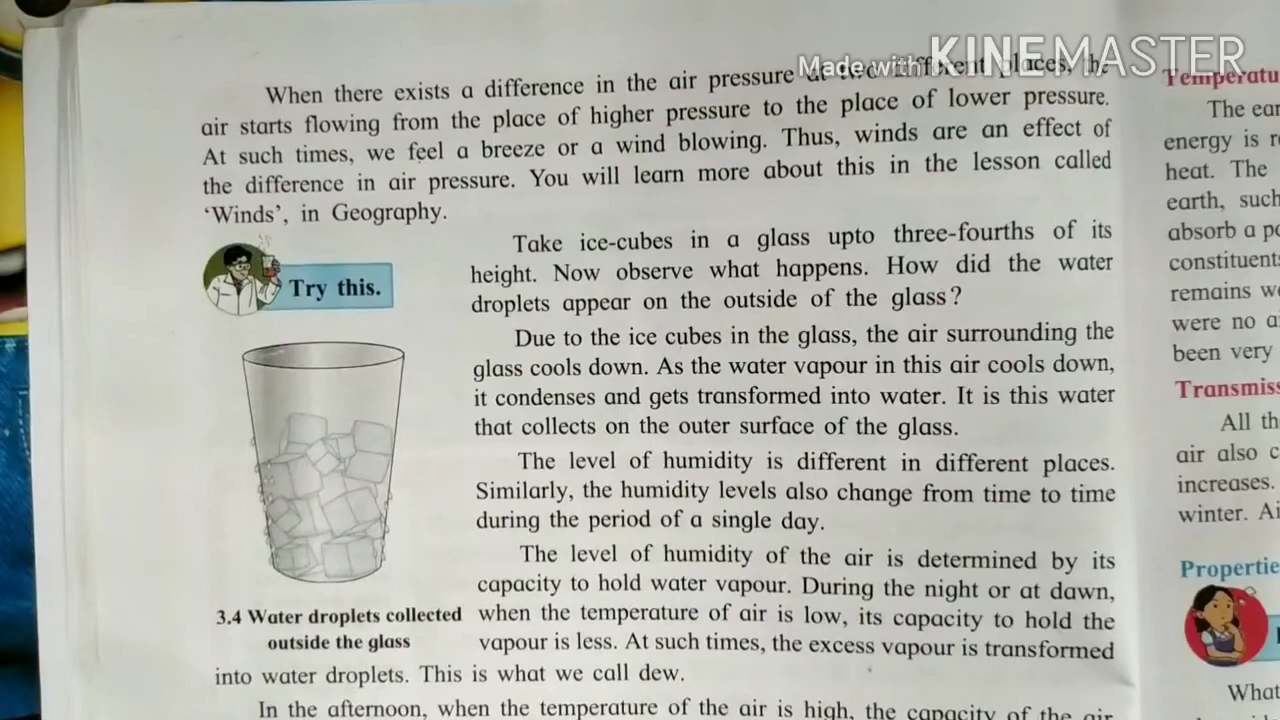 Made with KINEMASTER
When there exists a difference in the air pressure at two different places, the
air starts flowing from the place of higher pressure to the place of lower pressure.
At such times, we feel a breeze or a wind blowing. Thus, winds are an effect of
the difference in air pressure. You will learn more about this in the lesson called
‘Winds’, in Geography.
Try this.
Take ice-cubes in a glass upto three-fourths of its
height. Now observe what happens. How did the water
droplets appear on the outside of the glass?
Due to the ice cubes in the glass, the air surrounding the
glass cools down. As the water vapour in this air cools down,
it condenses and gets transformed into water. It is this water
that collects on the outer surface of the glass.
The level of humidity is different in different places.
Similarly, the humidity levels also change from time to time
during the period of a single day.
The level of humidity of the air is determined by its
capacity to hold water vapour. During the night or at dawn,
when the temperature of air is low, its capacity to hold the
vapour is less. At such times, the excess vapour is transformed
into water droplets. This is what we call dew.
In the afternoon, when the temperature of the air is high, the capacity of the air
3.4 Water droplets collected
outside the glass
Temperatu
The ear
energy is
heat. The
earth, such
absorb a
constituents
remains
were no
been very
Transmiss
All th
air also c
increases.
winter. Ai
Propertie
What